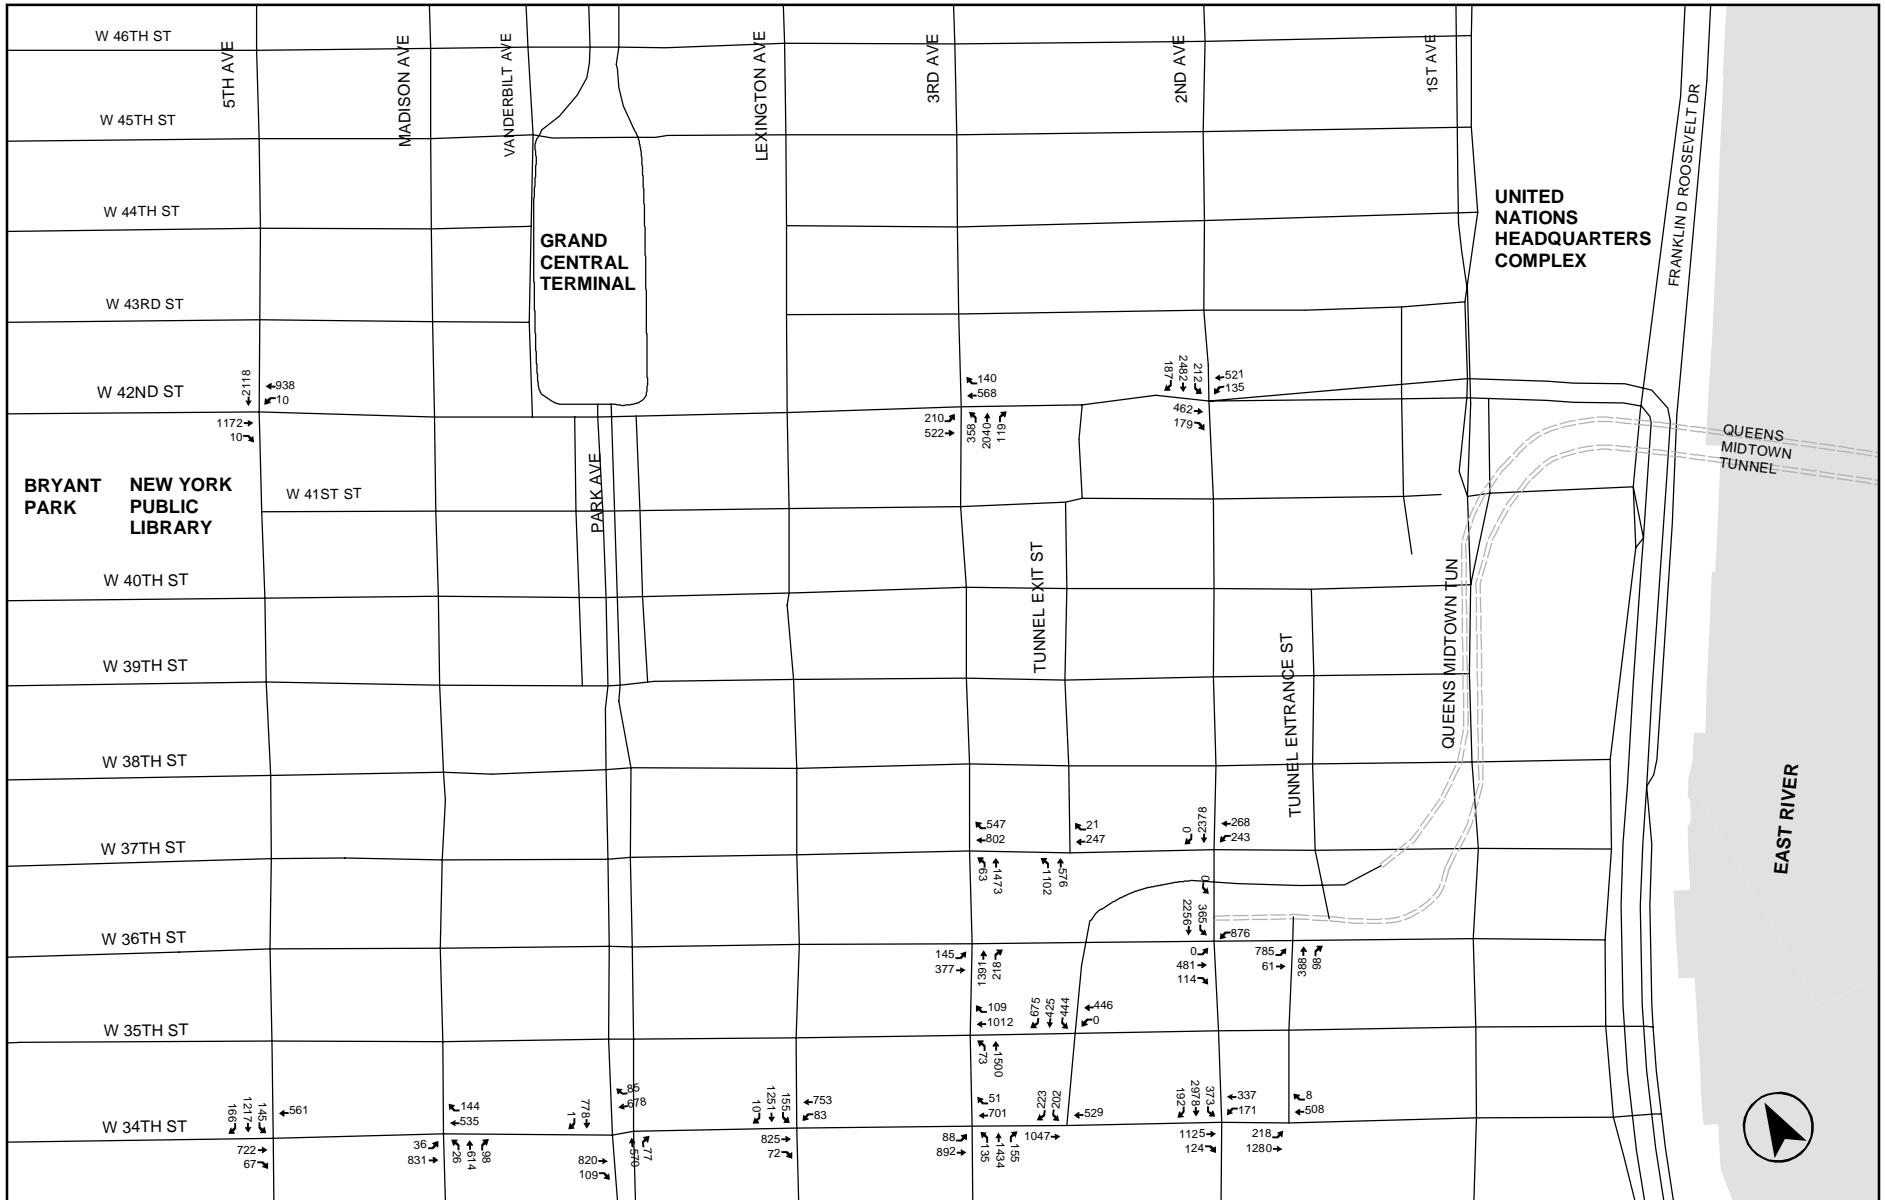 W 46TH ST
5TH AVE
MADISON AVE
VANDERBILT AVE
LEXINGTON AVE
3RD AVE
2ND AVE
1ST AVE
FRANKLIN D ROOSEVELT DR
W 45TH ST
W 44TH ST
UNITED
NATIONS
HEADQUARTERS
COMPLEX
GRAND
CENTRAL
TERMINAL
W 43RD ST
W 42ND ST
2118
938
10
1172
10
140
568
210
522
358
2040
119
187
2482
212
521
135
462
179
QUEENS
MIDTOWN
TUNNEL
BRYANT
PARK
NEW YORK
PUBLIC
LIBRARY
W 41ST ST
PARK AVE
W 40TH ST
TUNNEL EXIT ST
QUEENS MIDTOWN TUN
W 39TH ST
TUNNEL ENTRANCE ST
W 38TH ST
EAST RIVER
W 37TH ST
547
802
63
1473
21
247
1102
576
0
2378
268
243
W 36TH ST
145
377
1391
218
0
2256
365
876
0
481
114
785
61
388
98
W 35TH ST
109
1012
73
1500
675
425
444
446
0
W 34TH ST
166
1217
145
561
722
67
144
535
36
831
26
614
98
1
778
85
678
820
109
570
77
10
1251
155
753
83
825
72
51
701
88
892
135
1434
155
223
202
529
1047
192
2978
373
337
171
1125
124
8
508
218
1280